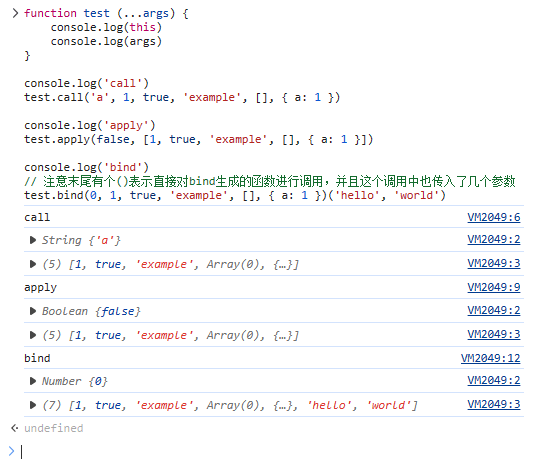 function test (...args) {
console.log(this)
console.log(args)
}
console.log('call')
test.call('a', 1, true, 'example', [], { a: 1 })
console.log('apply')
test.apply(false, [1, true, 'example', [], { a: 1 }])
console.log('bind')
// 注意末尾有个()表示直接对bind生成的函数进行调用，并且这个调用中也传入了几个参数
test.bind(0, 1, true, 'example', [], { a: 1 })('hello', 'world')
call VM2049:6
String {'a'} VM2049:2
(5) [1, true, 'example', Array(0), {…}] VM2049:3
apply VM2049:9
Boolean {false} VM2049:2
(5) [1, true, 'example', Array(0), {…}] VM2049:3
bind VM2049:12
Number {0} VM2049:2
(7) [1, true, 'example', Array(0), {…}, 'hello', 'world'] VM2049:3
undefined